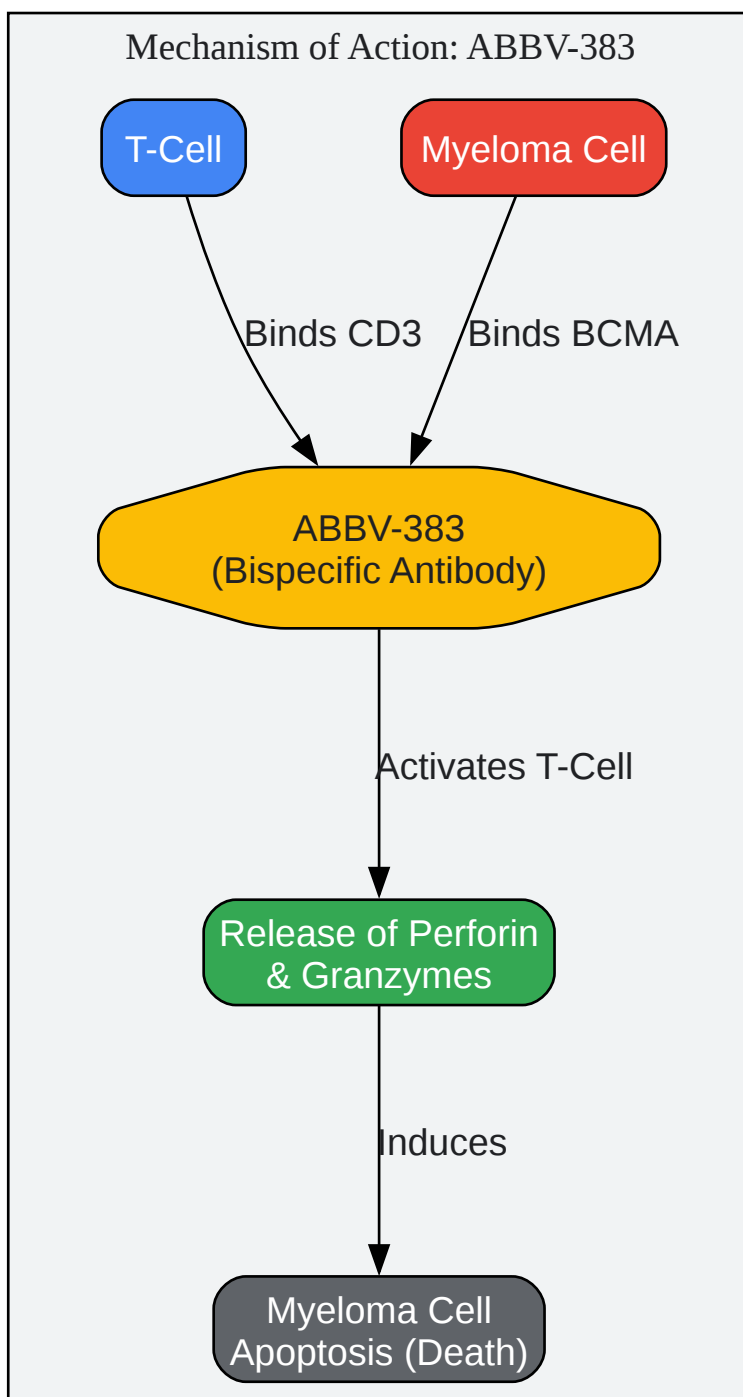 Mechanism of Action: ABBV-383
T-Cell
Myeloma Cell
Binds CD3
Binds BCMA
ABBV-383
(Bispecific Antibody)
Activates T-Cell
Release of Perforin
& Granzymes
Induces
Myeloma Cell
Apoptosis (Death)